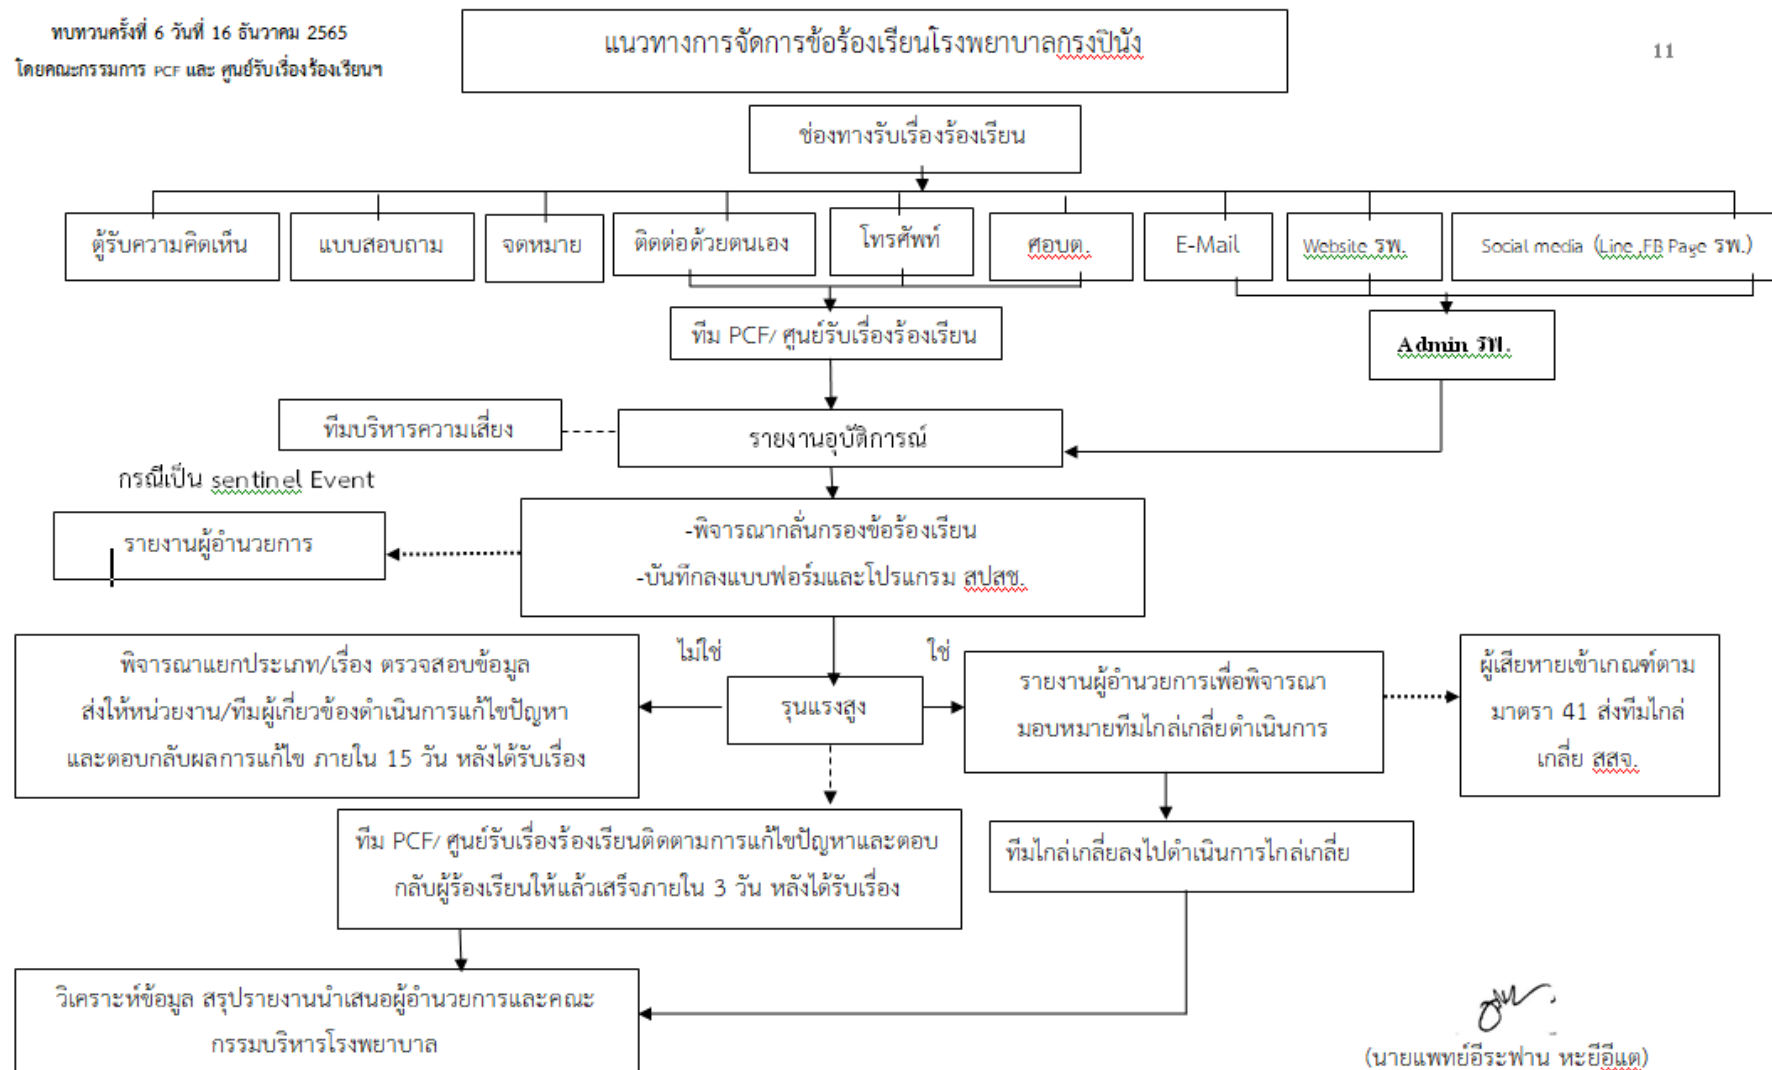 ทบทวนครั้งที่ 6 วันที่ 16 ธันวาคม 2565
โดยคณะกรรมการ PCF และ ศูนย์รับเรื่องร้องเรียนฯ
แนวทางการจัดการข้อร้องเรียนโรงพยาบาลกรงปินัง
11
ช่องทางรับเรื่องร้องเรียน
ตู้รับความคิดเห็น
แบบสอบถาม
จดหมาย
ติดต่อด้วยตนเอง
โทรศัพท์
ศอบต.
E-Mail
Website รพ.
Social media (Line ,FB Page รพ.)
ทีม PCF/ ศูนย์รับเรื่องร้องเรียน
Admin รพ.
ทีมบริหารความเสี่ยง
รายงานอุบัติการณ์
กรณีเป็น sentinel Event
รายงานผู้อำนวยการ
-พิจารณากลั่นกรองข้อร้องเรียน
-บันทึกลงแบบฟอร์มและโปรแกรม สปสช.
พิจารณาแยกประเภท/เรื่อง ตรวจสอบข้อมูล
ส่งให้หน่วยงาน/ทีมผู้เกี่ยวข้องดำเนินการแก้ไขปัญหา
และตอบกลับผลการแก้ไข ภายใน 15 วัน หลังได้รับเรื่อง
ไม่ใช่
รุนแรงสูง
ใช่
รายงานผู้อำนวยการเพื่อพิจารณา
มอบหมายทีมไกล่เกลี่ยดำเนินการ
ผู้เสียหายเข้าเกณฑ์ตาม
มาตรา 41 ส่งทีมไกล่
เกลี่ย สสจ.
ทีม PCF/ ศูนย์รับเรื่องร้องเรียนติดตามการแก้ไขปัญหาและตอบ
กลับผู้ร้องเรียนให้แล้วเสร็จภายใน 3 วัน หลังได้รับเรื่อง
ทีมไกล่เกลี่ยลงไปดำเนินการไกล่เกลี่ย
วิเคราะห์ข้อมูล สรุปรายงานนำเสนอผู้อำนวยการและคณะ
กรรมบริหารโรงพยาบาล
(นายแพทย์อีระฟาน หะยีอีแต)